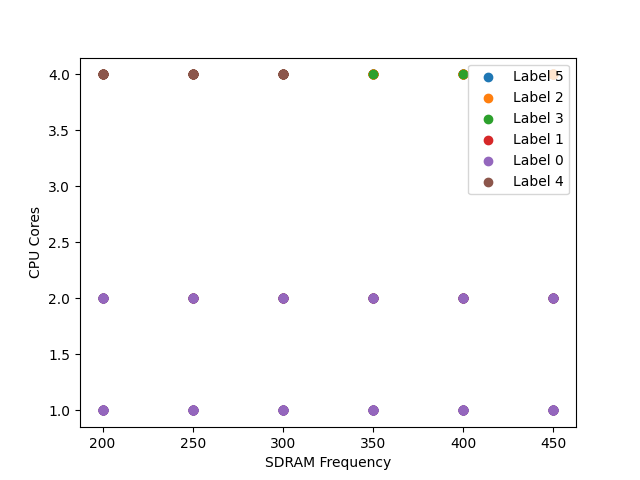 4.0
3.5
3.0
2.5
2.0
1.5
1.0
CPU Cores
200 250 300 350 400 450
SDRAM Frequency
Label 5
Label 2
Label 3
Label 1
Label 0
Label 4